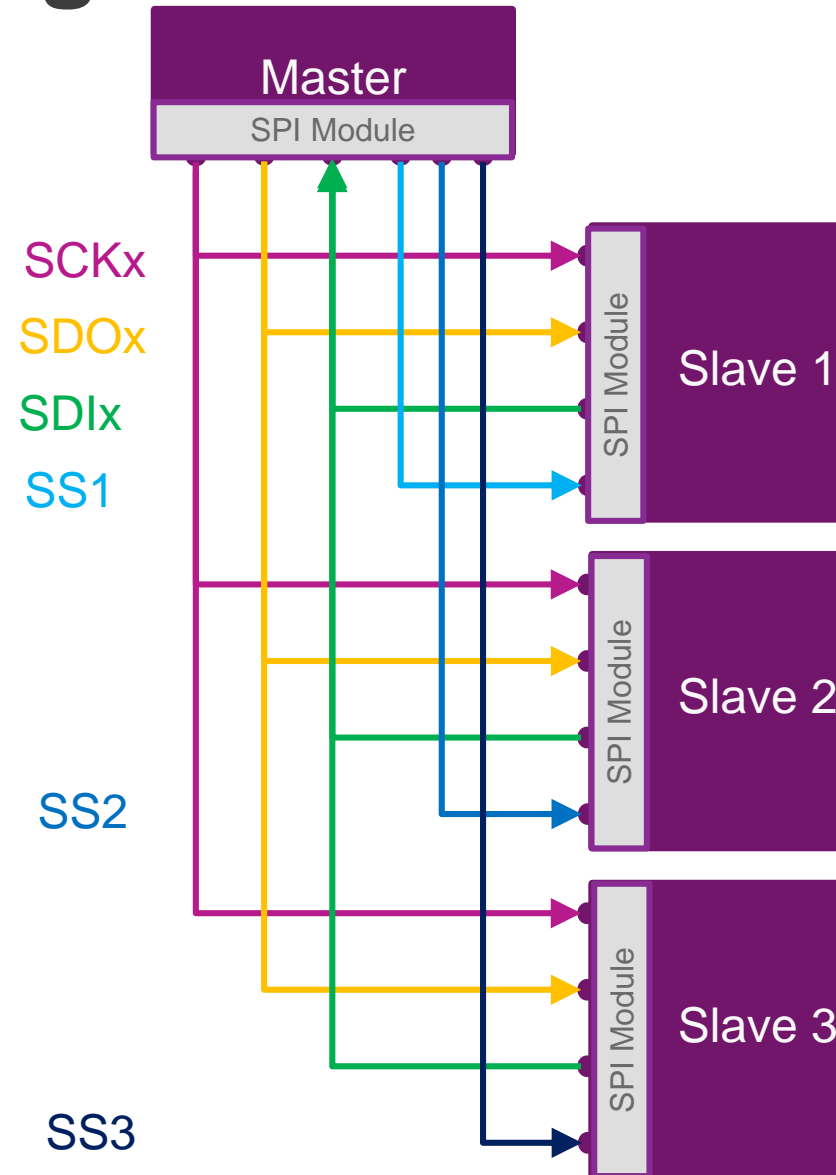 Master
SPI Module
SCKx
SDOx
SDIx
SS1
SPI Module
Slave 1
SS2
SPI Module
Slave 2
SS3
SPI Module
Slave 3